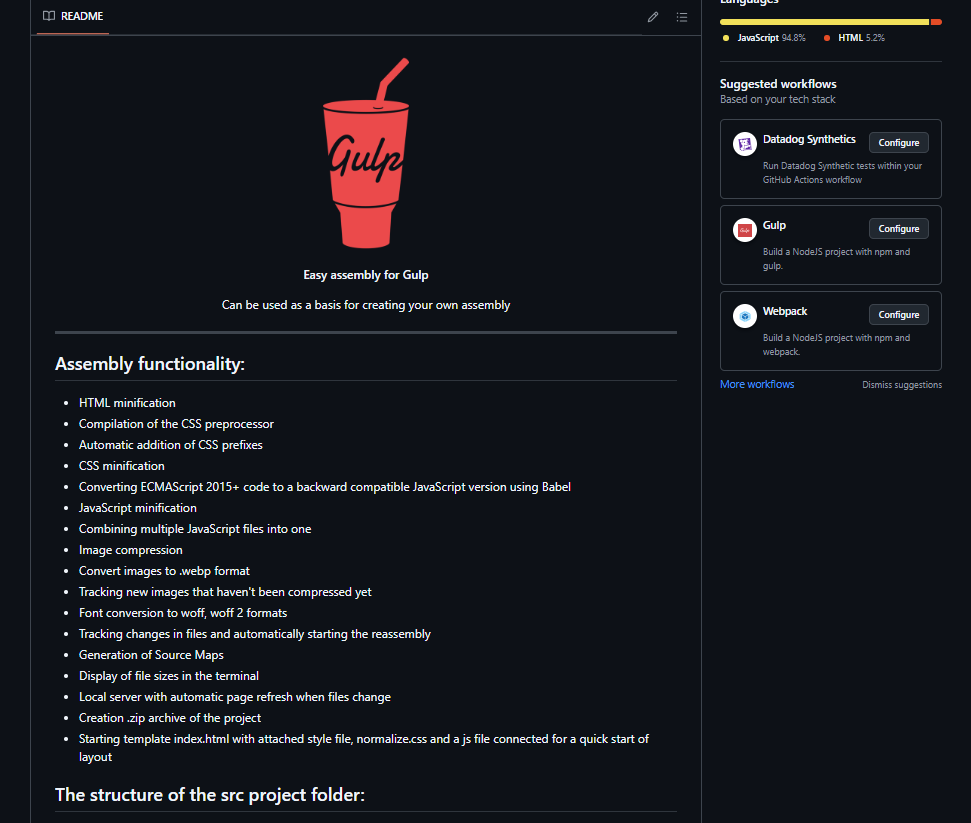 README
Gulp
Easy assembly for Gulp
Can be used as a basis for creating your own assembly
Assembly functionality:
HTML minification
Compilation of the CSS preprocessor
Automatic addition of CSS prefixes
CSS minification
Converting ECMAScript 2015+ code to a backward compatible JavaScript version using Babel
JavaScript minification
Combining multiple JavaScript files into one
Image compression
Convert images to .webp format
Tracking new images that haven't been compressed yet
Font conversion to woff, woff 2 formats
Tracking changes in files and automatically starting the reassembly
Generation of Source Maps
Display of file sizes in the terminal
Local server with automatic page refresh when files change
Creation .zip archive of the project
Starting template index.html with attached style file, normalize.css and a js file connected for a quick start of
layout
The structure of the src project folder:
Languages
JavaScript 94.8% HTML 5.2%
Suggested workflows
Based on your tech stack
Datadog Synthetics
Configure
Run Datadog Synthetic tests within your
GitHub Actions workflow
Gulp
Gulp
Configure
Build a NodeJS project with npm and
gulp.
Webpack
Configure
Build a NodeJS project with npm and
webpack.
More workflows
Dismiss suggestions